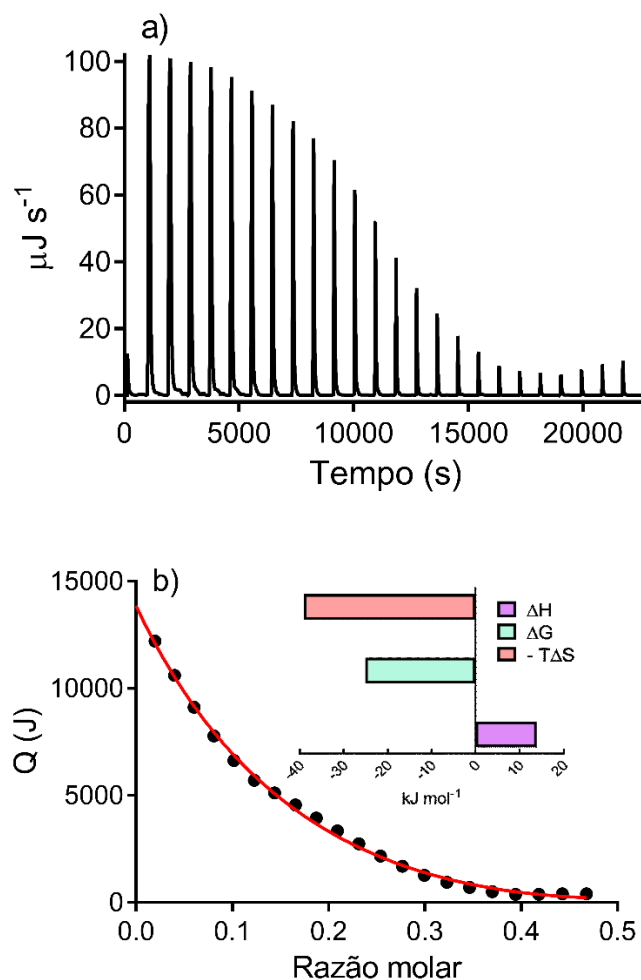 a)
100
80
60
40
20
0
µJ s⁻¹
0 5000 10000 15000 20000
Tempo (s)
b)
15000
10000
5000
0
Q (J)
ΔH
ΔG
- TΔS
-40 -30 -20 -10 0 10 20
kJ mol⁻¹
0.0 0.1 0.2 0.3 0.4 0.5
Razão molar